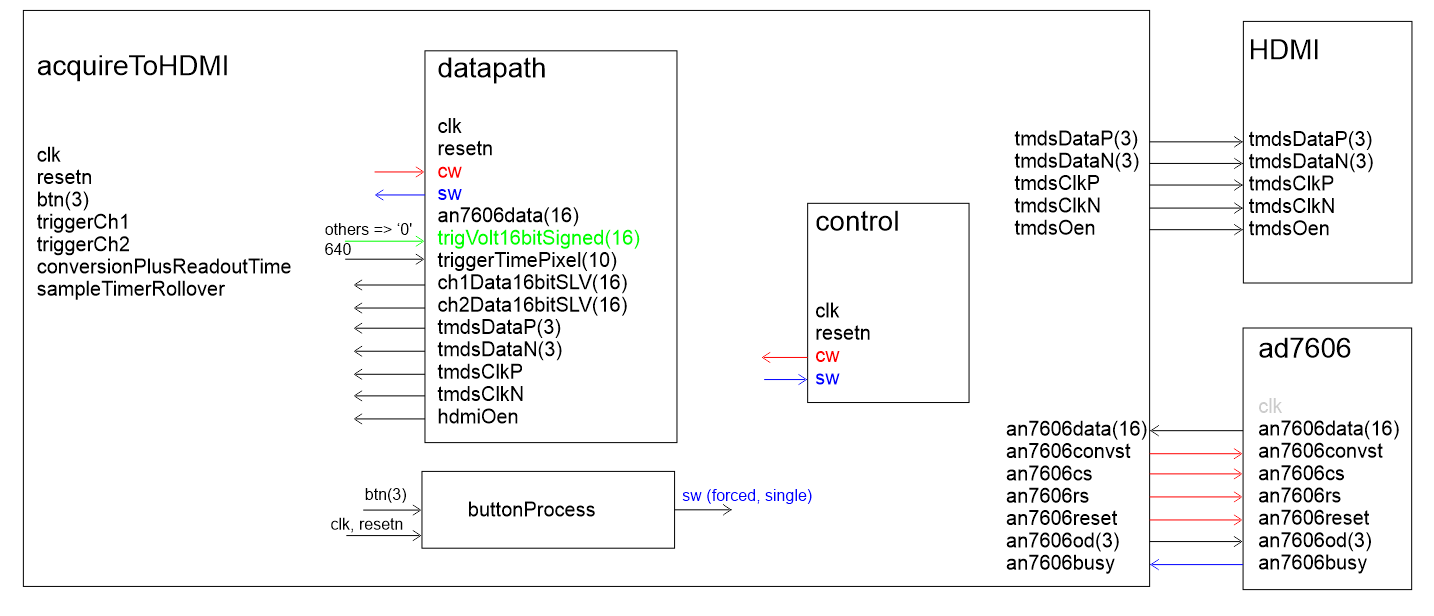 acquireToHDMI
clk
resetn
btn(3)
triggerCh1
triggerCh2
conversionPlusReadoutTime
sampleTimerRollover
datapath
clk
resetn
cw
sw
an7606data(16)
others => ‘0'
trigVolt16bitSigned(16)
640
triggerTimePixel(10)
ch1Data16bitSLV(16)
ch2Data16bitSLV(16)
tmdsDataP(3)
tmdsDataN(3)
tmdsClkP
tmdsClkN
hdmiOen
btn(3)
clk, resetn
buttonProcess
sw (forced, single)
control
clk
resetn
cw
sw
tmdsDataP(3)
tmdsDataN(3)
tmdsClkP
tmdsClkN
tmdsOen
an7606data(16)
an7606convst
an7606cs
an7606rs
an7606reset
an7606od(3)
an7606busy
HDMI
tmdsDataP(3)
tmdsDataN(3)
tmdsClkP
tmdsClkN
tmdsOen
ad7606
clk
an7606data(16)
an7606convst
an7606cs
an7606rs
an7606reset
an7606od(3)
an7606busy